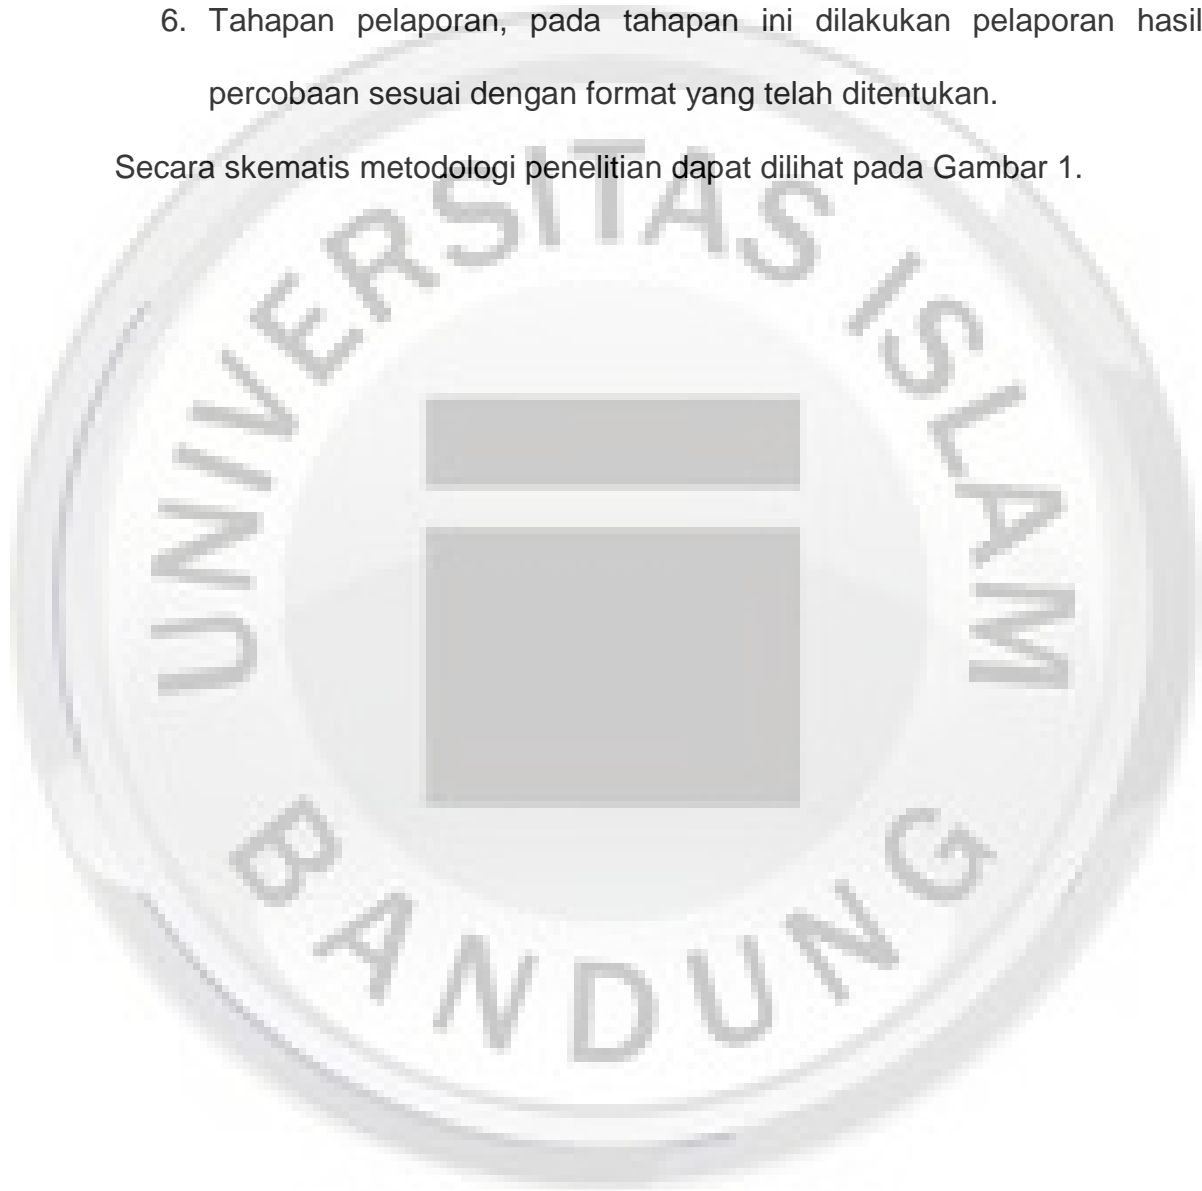 6. Tahapan pelaporan, pada tahapan ini dilakukan pelaporan hasil
percobaan sesuai dengan format yang telah ditentukan.
Secara skematis metodologi penelitian dapat dilihat pada Gambar 1.
UNIVERSITAS ISLAM
BANDUNG